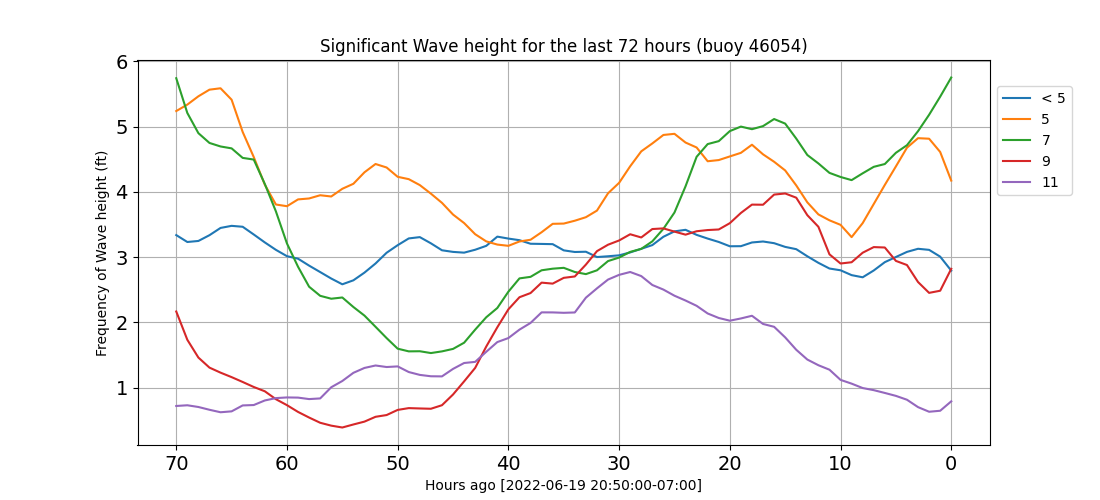 Significant Wave height for the last 72 hours (buoy 46054)
Frequency of Wave height (ft)
6
5
4
3
2
1
70 60 50 40 30 20 10 0
Hours ago [2022-06-19 20:50:00-07:00]
< 5
5
7
9
11